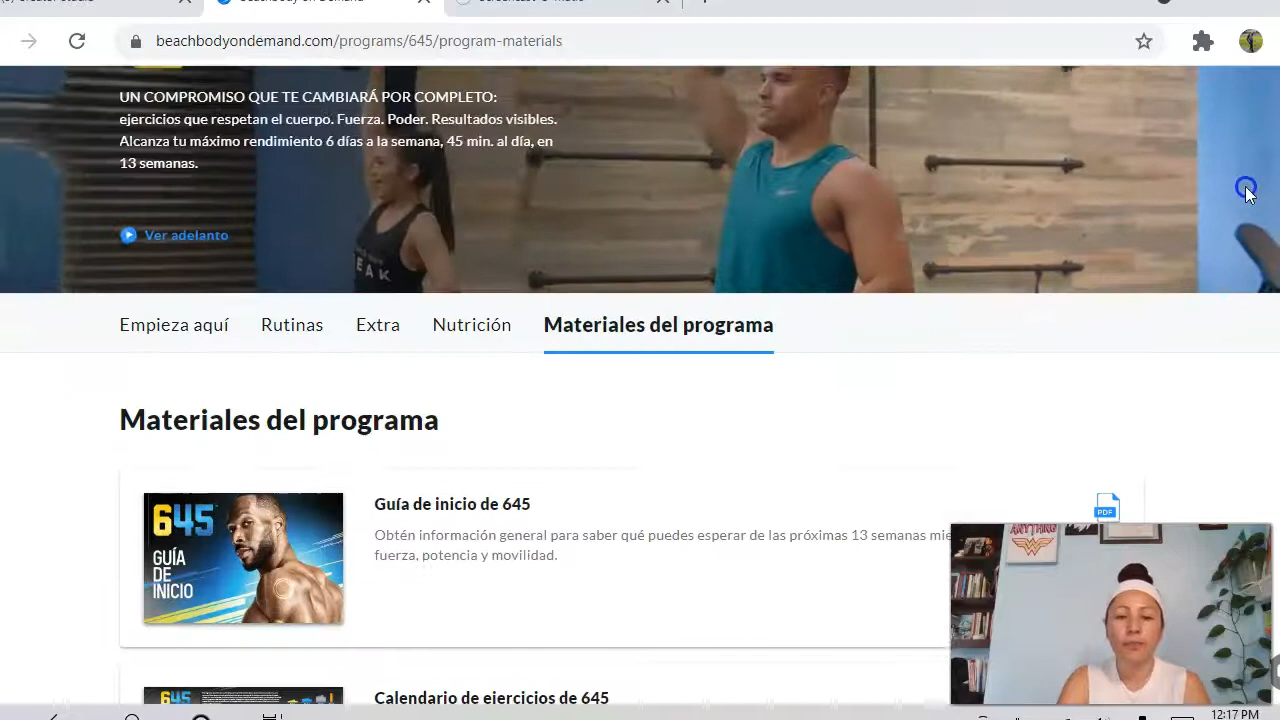 beachbodyondemand.com/programs/645/program-materials
UN COMPROMISO QUE TE CAMBIARÁ POR COMPLETO:
ejercicios que respetan el cuerpo. Fuerza. Poder. Resultados visibles.
Alcanza tu máximo rendimiento 6 días a la semana, 45 min. al día, en
13 semanas.
Ver adelanto
Empieza aquí Rutinas Extra Nutrición Materiales del programa
Materiales del programa
645
GUÍA
DE
INICIO
Guía de inicio de 645
PDF
Obtén información general para saber qué puedes esperar de las próximas 13 semanas
fuerza, potencia y movilidad.
ANYTHING
645
Calendario de ejercicios de 645
12:17 PM